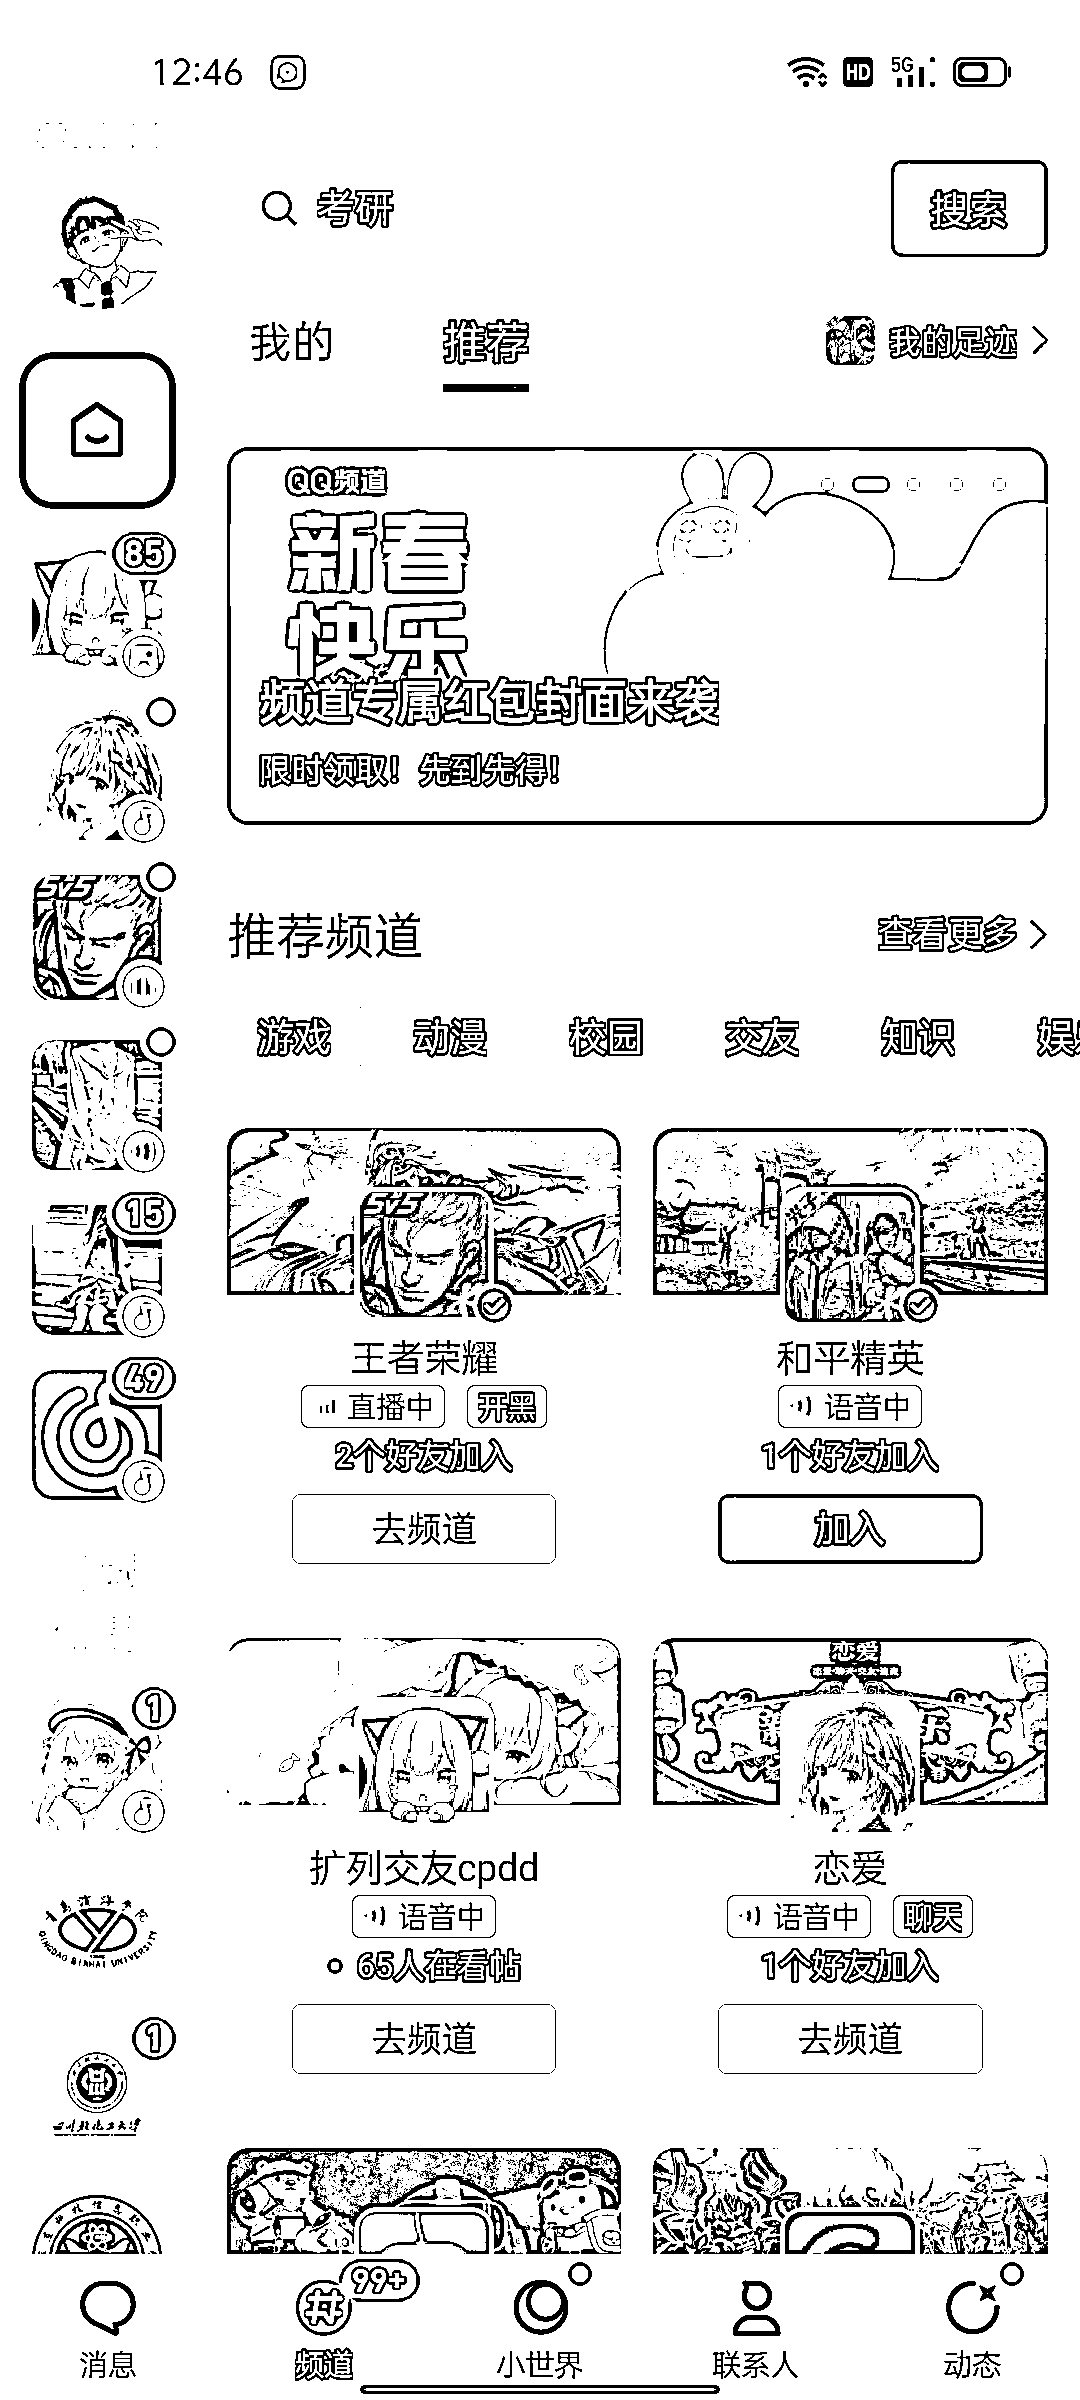 12:46
HD 5G
考研
搜索
我的
推荐
我的足迹
QQ频道
新春
快乐
频道专属红包封面来袭
限时领取！先到先得！
85
5v5
15
49
1
QINGDAO BINHAI UNIVERSITY
1
推荐频道
查看更多
游戏 动漫 校园 交友 知识
5v5
王者荣耀
直播中 开黑
2个好友加入
去频道
和平精英
语音中
1个好友加入
加入
扩列交友cpdd
语音中
65人在看帖
去频道
恋爱
恋爱
语音中 聊天
1个好友加入
去频道
99+
消息 频道 小世界 联系人 动态